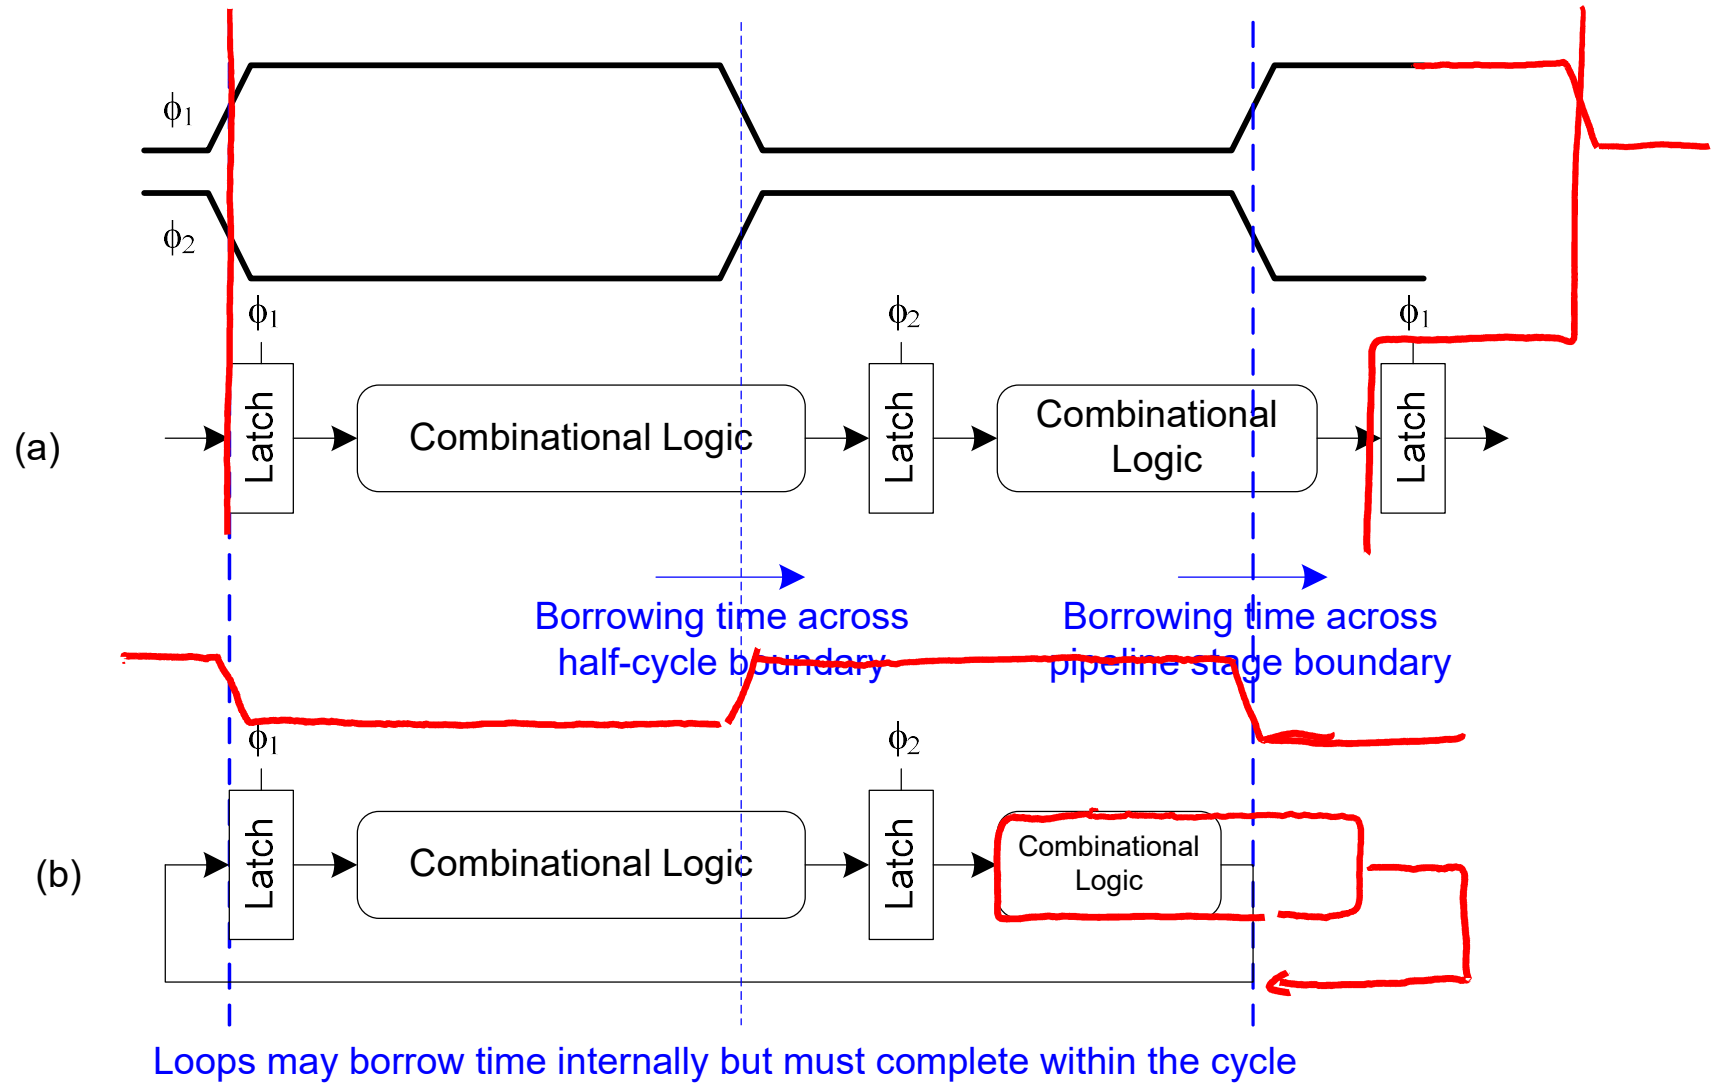 ϕ1
ϕ2
ϕ1 ϕ2 ϕ1
(a)
Latch
Combinational Logic
Latch
Combinational
Logic
Latch
Borrowing time across
half-cycle boundary
Borrowing time across
pipeline stage boundary
ϕ1 ϕ2
(b)
Latch
Combinational Logic
Latch
Combinational
Logic
Loops may borrow time internally but must complete within the cycle